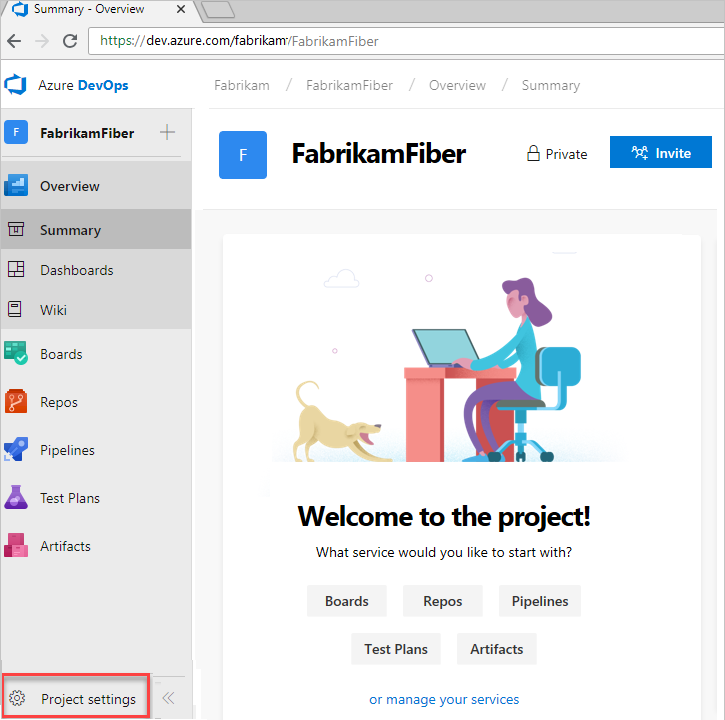 Summary - Overview
https://dev.azure.com/fabrikam/FabrikamFiber
Azure DevOps
Fabrikam / FabrikamFiber / Overview / Summary
F FabrikamFiber
F FabrikamFiber Private Invite
Overview
Summary
Dashboards
Wiki
Boards
Repos
Pipelines
Test Plans
Artifacts
Welcome to the project!
What service would you like to start with?
Boards Repos Pipelines
Test Plans Artifacts
or manage your services
Project settings